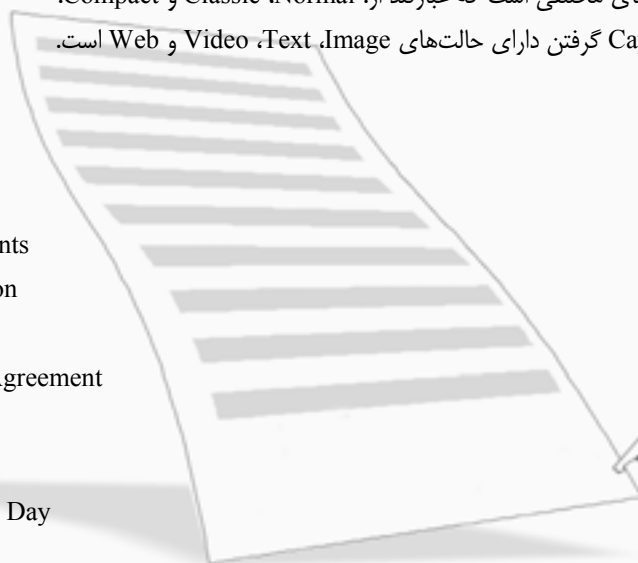 مختلفی است که عبارتند از، Classic ،Normal و Compact.
گرفتن دارای حالت‌های Video ،Text ،Image و Web است.
nts
on
Agreement
Day